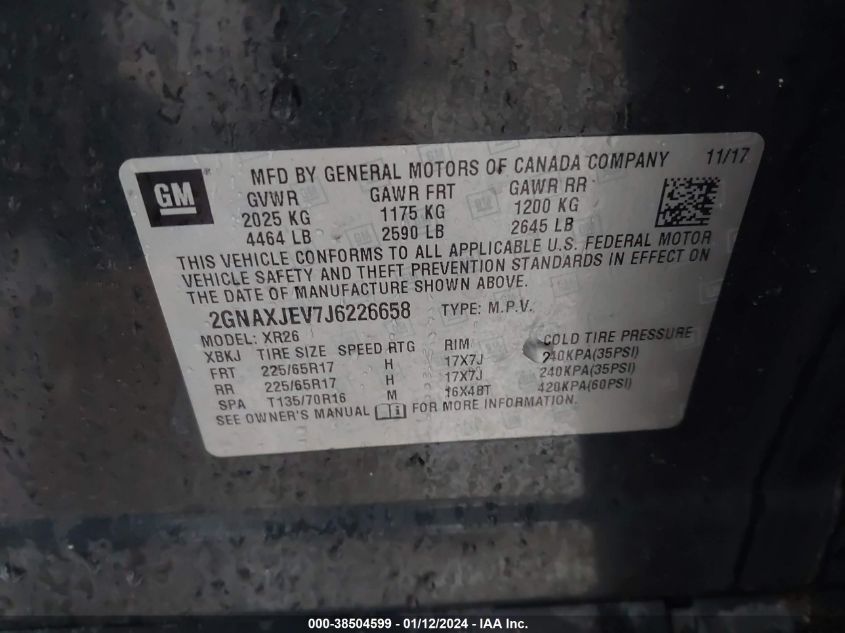 GM ®
MFD BY GENERAL MOTORS OF CANADA COMPANY 11/17
GVWR GAWR FRT GAWR RR
2025 KG 1175 KG 1200 KG
4464 LB 2590 LB 2645 LB
THIS VEHICLE CONFORMS TO ALL APPLICABLE U.S. FEDERAL MOTOR
VEHICLE SAFETY AND THEFT PREVENTION STANDARDS IN EFFECT ON
THE DATE OF MANUFACTURE SHOWN ABOVE.
2GNAXJEV7J6226658 TYPE: M.P.V.
MODEL: XR26
XBKJ TIRE SIZE SPEED RTG RIM COLD TIRE PRESSURE
FRT 225/65R17 H 17X7J 240KPA(35PSI)
RR 225/65R17 H 17X7J 240KPA(35PSI)
SPA T135/70R16 M 16X4BT 420KPA(60PSI)
SEE OWNER'S MANUAL FOR MORE INFORMATION.
000-38504599 - 01/12/2024 - IAA Inc.